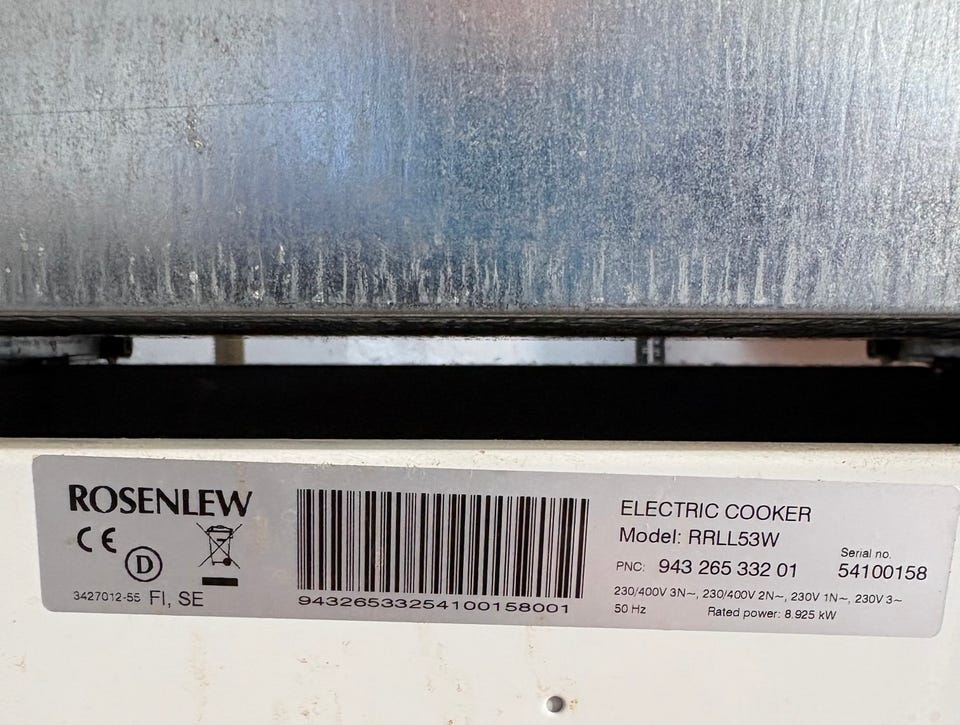 ROSENLEW
CE
D
3427012-55 FI, SE
94326533254100158001
ELECTRIC COOKER
Model: RRLL53W
PNC: 943 265 332 01
Serial no.
54100158
230/400V 3N~, 230/400V 2N~, 230V 1N~, 230V 3~
50 Hz Rated power: 8.925 kW